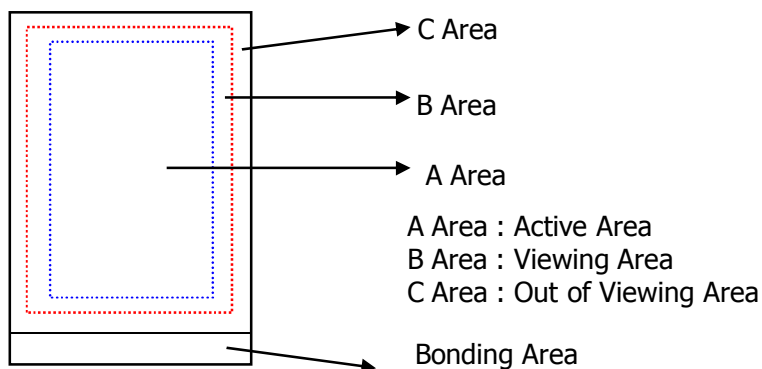 C Area
B Area
A Area
A Area : Active Area
B Area : Viewing Area
C Area : Out of Viewing Area
Bonding Area